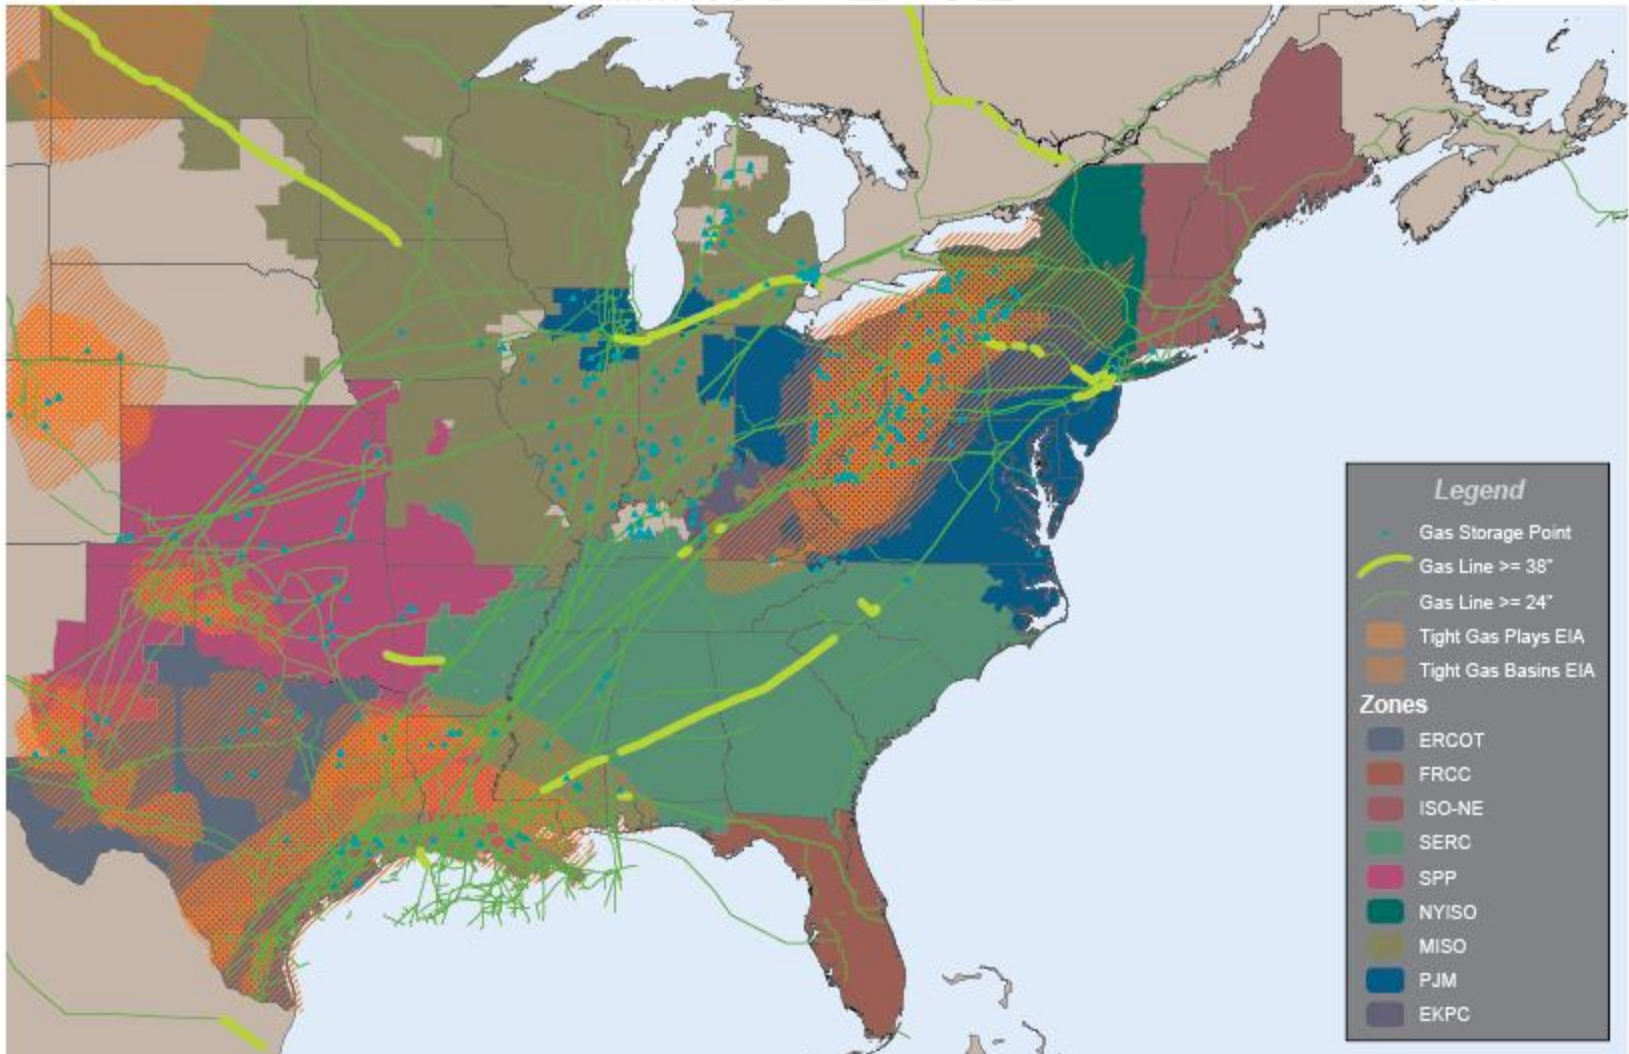 Legend
Gas Storage Point
Gas Line >= 38"
Gas Line >= 24"
Tight Gas Plays EIA
Tight Gas Basins EIA
Zones
ERCOT
FRCC
ISO-NE
SERC
SPP
NYISO
MISO
PJM
EKPC